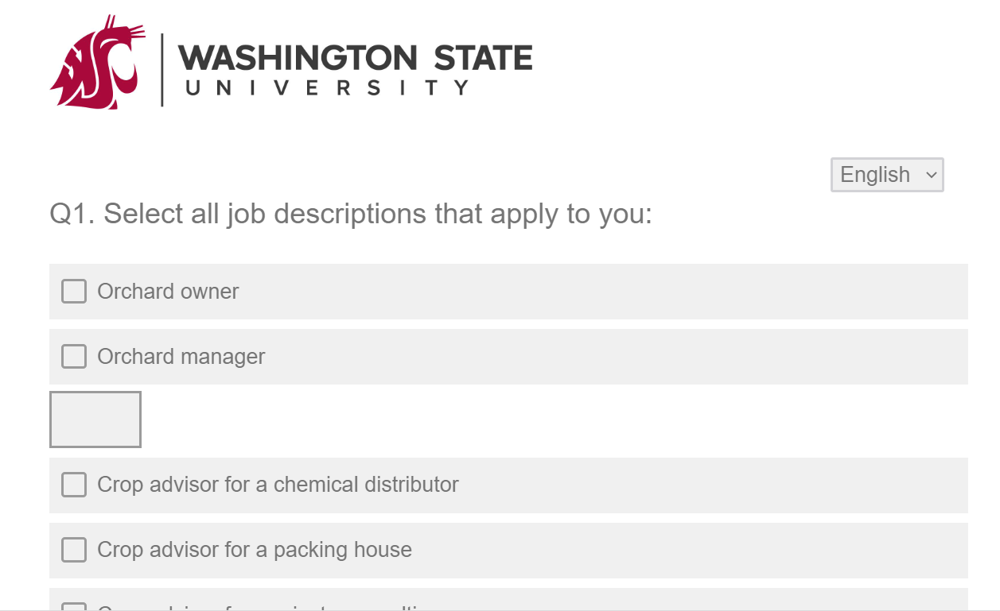 WASHINGTON STATE
UNIVERSITY
English
Q1. Select all job descriptions that apply to you:
Orchard owner
Orchard manager
Crop advisor for a chemical distributor
Crop advisor for a packing house